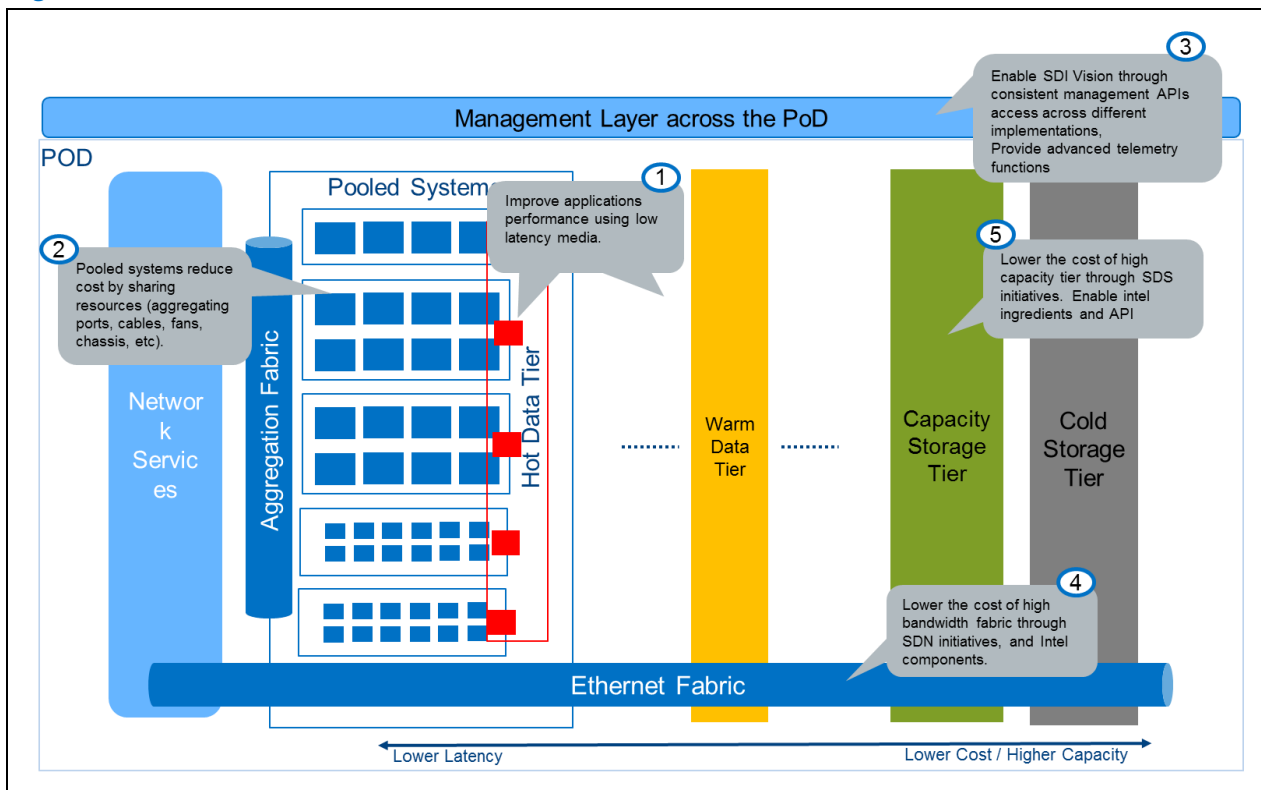 3
Enable SDI Vision through
consistent management APIs
access across different
implementations,
Provide advanced telemetry
functions
Management Layer across the PoD
POD
Pooled Systems
1
Improve applications
performance using low
latency media.
2
Pooled systems reduce
cost by sharing
resources (aggregating
ports, cables, fans,
chassis, etc).
5
Lower the cost of high
capacity tier through SDS
initiatives. Enable intel
ingredients and API
Networ
k
Servic
es
Aggregation Fabric
Hot Data Tier
Warm
Data
Tier
Capacity
Storage
Tier
Cold
Storage
Tier
4
Lower the cost of high
bandwidth fabric through
SDN initiatives, and Intel
components.
Ethernet Fabric
Lower Latency
Lower Cost / Higher Capacity